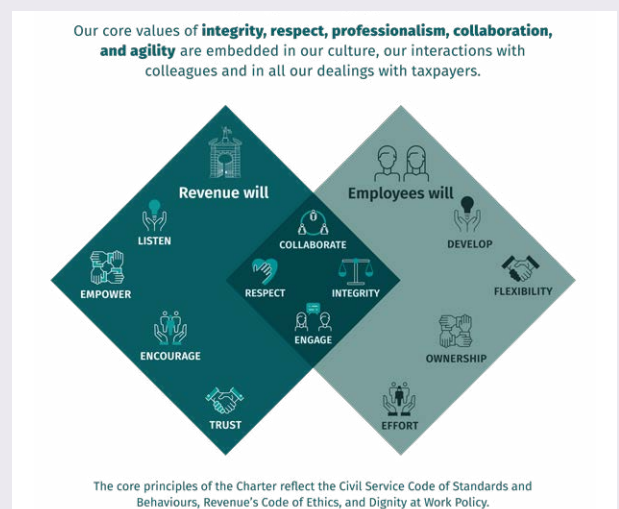 Our core values of integrity, respect, professionalism, collaboration,
and agility are embedded in our culture, our interactions with
colleagues and in all our dealings with taxpayers.
Revenue will
LISTEN
EMPOWER
ENCOURAGE
TRUST
COLLABORATE
RESPECT
INTEGRITY
ENGAGE
Employees will
DEVELOP
FLEXIBILITY
OWNERSHIP
EFFORT
The core principles of the Charter reflect the Civil Service Code of Standards and
Behaviours, Revenue's Code of Ethics, and Dignity at Work Policy.